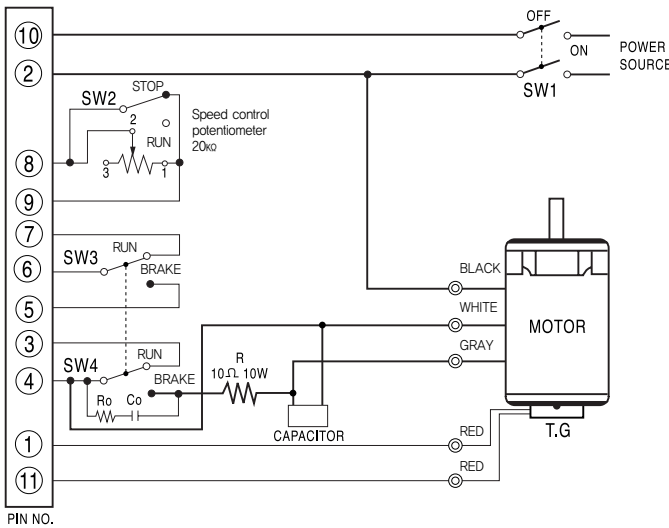 10
OFF
ON
POWER
SOURCE
2
SW1
SW2
STOP
2
RUN
Speed control
potentiometer
20KΩ
8
3
1
9
7
RUN
SW3
6
BRAKE
BLACK
5
WHITE
MOTOR
3
RUN
GRAY
SW4
R
4
BRAKE
10Ω 10W
Ro
Co
CAPACITOR
RED
T.G
1
RED
11
PIN NO.